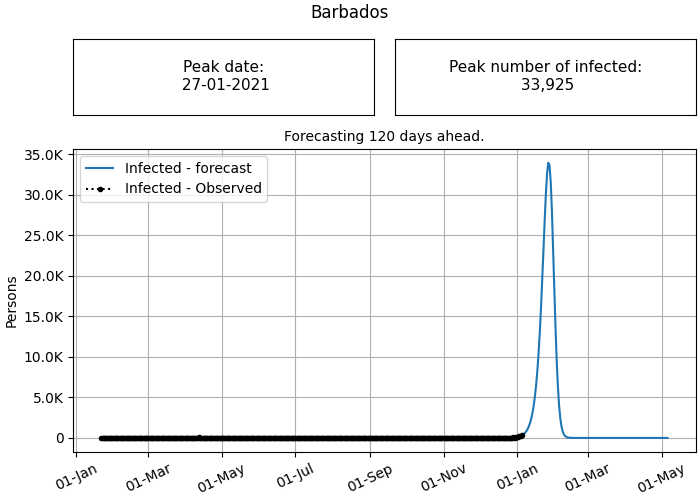 Barbados
Peak date:
27-01-2021
Peak number of infected:
33,925
Forecasting 120 days ahead.
Infected - forecast
Infected - Observed
Persons
35.0K
30.0K
25.0K
20.0K
15.0K
10.0K
5.0K
0
01-Jan
01-Mar
01-May
01-Jul
01-Sep
01-Nov
01-Jan
01-Mar
01-May